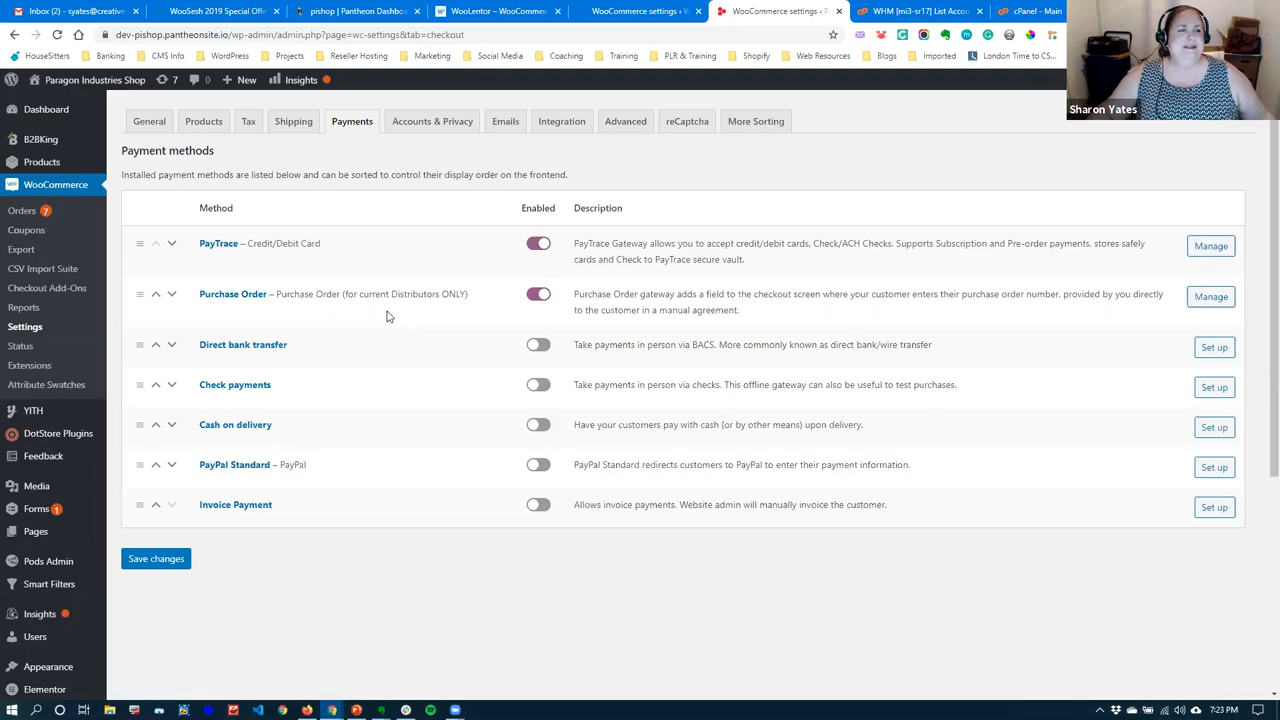 Inbox (2) - syates@creative
WooSesh 2019 Special Offe
pishop | Pantheon Dashboa
WooLentor – WooCommerc
WooCommerce settings ‹ W
WooCommerce settings ‹ P
WHM [mi3-sr17] List Accou
cPanel - Main
dev-pishop.pantheonsite.io/wp-admin/admin.php?page=wc-settings&tab=checkout
HouseSitters
Banking
CMS Info
WordPress
Projects
Reseller Hosting
Marketing
Social Media
Coaching
Training
PLR & Training
Shopify
Web Resources
Blogs
Imported
London Time to CS...
Paragon Industries Shop
7
0
New
Insights
Sharon Yates
Dashboard
B2BKing
Products
WooCommerce
Orders 7
Coupons
Export
CSV Import Suite
Checkout Add-Ons
Reports
Settings
Status
Extensions
Attribute Swatches
YITH
DotStore Plugins
Feedback
Media
Forms 1
Pages
Pods Admin
Smart Filters
Insights
Users
Appearance
Elementor
General
Products
Tax
Shipping
Payments
Accounts & Privacy
Emails
Integration
Advanced
reCaptcha
More Sorting
Payment methods
Installed payment methods are listed below and can be sorted to control their display order on the frontend.
Method
Enabled
Description
PayTrace – Credit/Debit Card
PayTrace Gateway allows you to accept credit/debit cards, Check/ACH Checks. Supports Subscription and Pre-order payments, stores safely
cards and Check to PayTrace secure vault.
Manage
Purchase Order – Purchase Order (for current Distributors ONLY)
Purchase Order gateway adds a field to the checkout screen where your customer enters their purchase order number, provided by you directly
to the customer in a manual agreement.
Manage
Direct bank transfer
Take payments in person via BACS. More commonly known as direct bank/wire transfer
Set up
Check payments
Take payments in person via checks. This offline gateway can also be useful to test purchases.
Set up
Cash on delivery
Have your customers pay with cash (or by other means) upon delivery.
Set up
PayPal Standard – PayPal
PayPal Standard redirects customers to PayPal to enter their payment information.
Set up
Invoice Payment
Allows invoice payments. Website admin will manually invoice the customer.
Set up
Save changes
7:23 PM